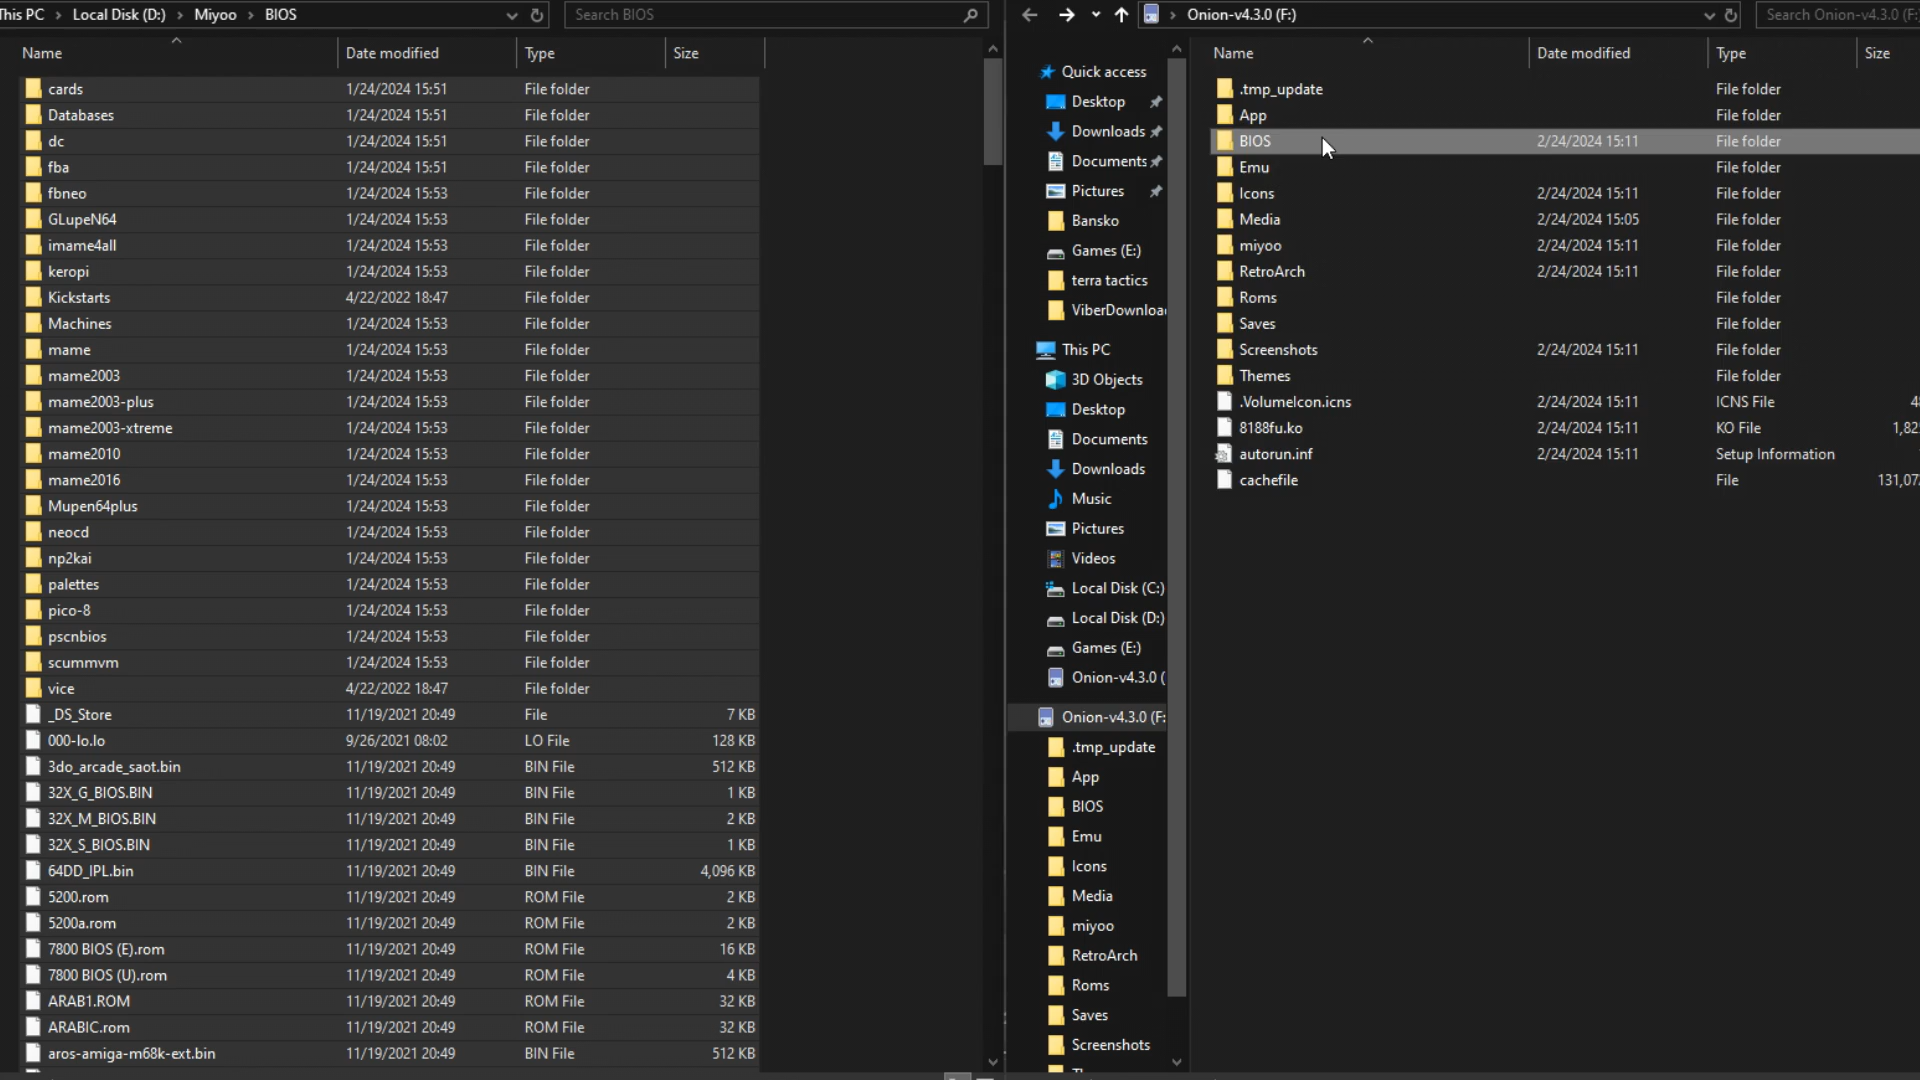 This PC > Local Disk (D:) > Miyoo > BIOS
Search BIOS
Name Date modified Type Size
cards 1/24/2024 15:51 File folder
Databases 1/24/2024 15:51 File folder
dc 1/24/2024 15:51 File folder
fba 1/24/2024 15:51 File folder
fbneo 1/24/2024 15:53 File folder
GLupeN64 1/24/2024 15:53 File folder
imame4all 1/24/2024 15:53 File folder
keropi 1/24/2024 15:53 File folder
Kickstarts 4/22/2022 18:47 File folder
Machines 1/24/2024 15:53 File folder
mame 1/24/2024 15:53 File folder
mame2003 1/24/2024 15:53 File folder
mame2003-plus 1/24/2024 15:53 File folder
mame2003-xtreme 1/24/2024 15:53 File folder
mame2010 1/24/2024 15:53 File folder
mame2016 1/24/2024 15:53 File folder
Mupen64plus 1/24/2024 15:53 File folder
neocd 1/24/2024 15:53 File folder
np2kai 1/24/2024 15:53 File folder
palettes 1/24/2024 15:53 File folder
pico-8 1/24/2024 15:53 File folder
pscnbios 1/24/2024 15:53 File folder
scummvm 1/24/2024 15:53 File folder
vice 4/22/2022 18:47 File folder
_DS_Store 11/19/2021 20:49 File 7 KB
000-lo.lo 9/26/2021 08:02 LO File 128 KB
3do_arcade_saot.bin 11/19/2021 20:49 BIN File 512 KB
32X_G_BIOS.BIN 11/19/2021 20:49 BIN File 1 KB
32X_M_BIOS.BIN 11/19/2021 20:49 BIN File 2 KB
32X_S_BIOS.BIN 11/19/2021 20:49 BIN File 1 KB
64DD_IPL.bin 11/19/2021 20:49 BIN File 4,096 KB
5200.rom 11/19/2021 20:49 ROM File 2 KB
5200a.rom 11/19/2021 20:49 ROM File 2 KB
7800 BIOS (E).rom 11/19/2021 20:49 ROM File 16 KB
7800 BIOS (U).rom 11/19/2021 20:49 ROM File 4 KB
ARAB1.ROM 11/19/2021 20:49 ROM File 32 KB
ARABIC.rom 11/19/2021 20:49 ROM File 32 KB
aros-amiga-m68k-ext.bin 11/19/2021 20:49 BIN File 512 KB
> Onion-v4.3.0 (F:)
Search Onion-v4.3.0 (F:
Quick access
Desktop
Downloads
Documents
Pictures
Bansko
Games (E:)
terra tactics
ViberDownload
This PC
3D Objects
Desktop
Documents
Downloads
Music
Pictures
Videos
Local Disk (C:)
Local Disk (D:)
Games (E:)
Onion-v4.3.0 (
Onion-v4.3.0 (F:
.tmp_update
App
BIOS
Emu
Icons
Media
miyoo
RetroArch
Roms
Saves
Screenshots
Name Date modified Type Size
.tmp_update File folder
App File folder
BIOS 2/24/2024 15:11 File folder
Emu File folder
Icons 2/24/2024 15:11 File folder
Media 2/24/2024 15:05 File folder
miyoo 2/24/2024 15:11 File folder
RetroArch 2/24/2024 15:11 File folder
Roms File folder
Saves File folder
Screenshots 2/24/2024 15:11 File folder
Themes File folder
.VolumeIcon.icns 2/24/2024 15:11 ICNS File
8188fu.ko 2/24/2024 15:11 KO File 1,825
autorun.inf 2/24/2024 15:11 Setup Information
cachefile File 131,072